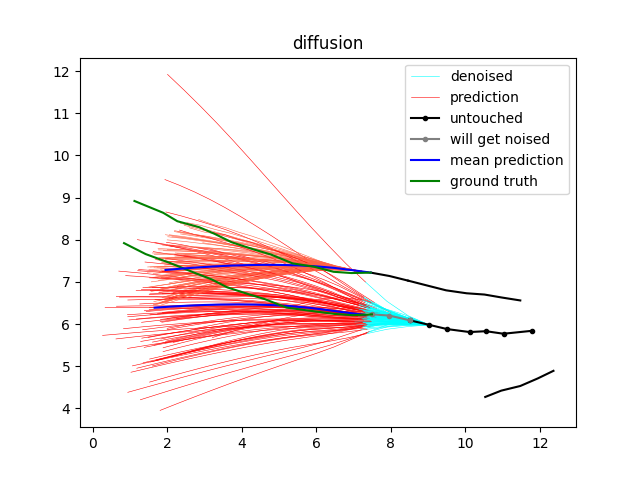 diffusion
denoised
prediction
untouched
will get noised
mean prediction
ground truth
12
11
10
9
8
7
6
5
4
0
2
4
6
8
10
12